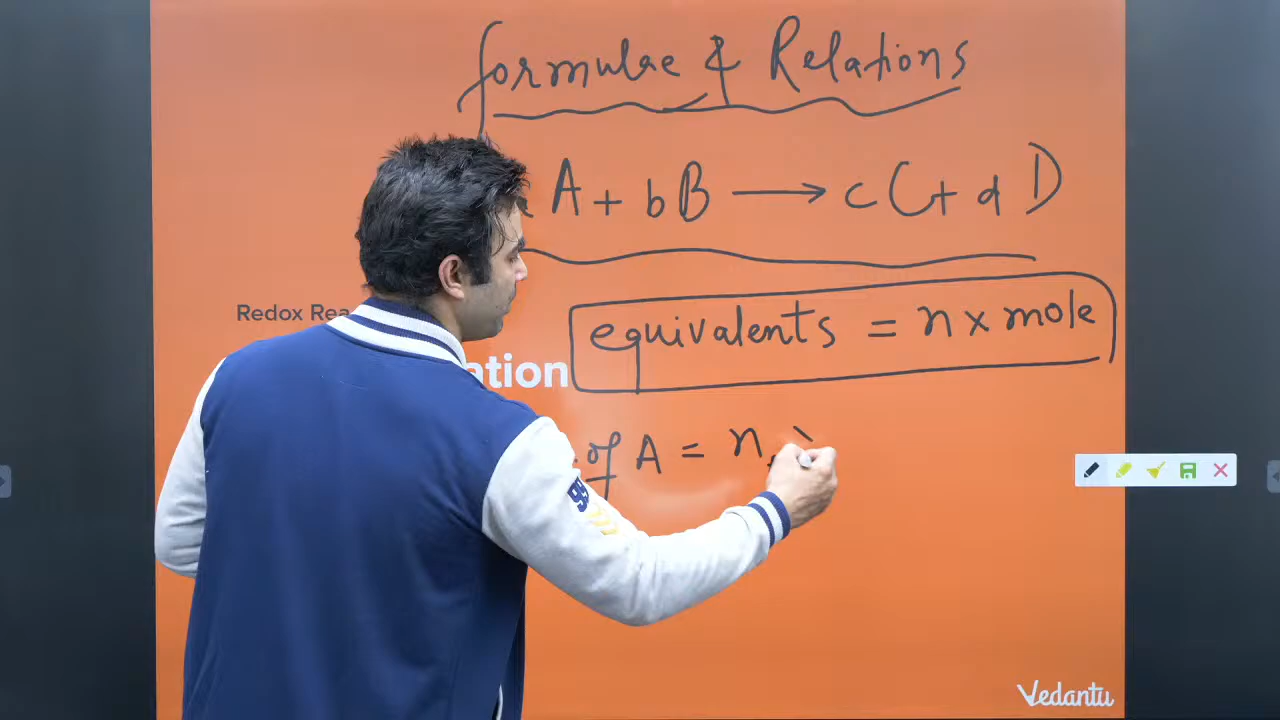 formulae & Relations
A + bB → cC + dD
Redox Rea
equivalents = n × mole
ation
of A = n
Vedantu